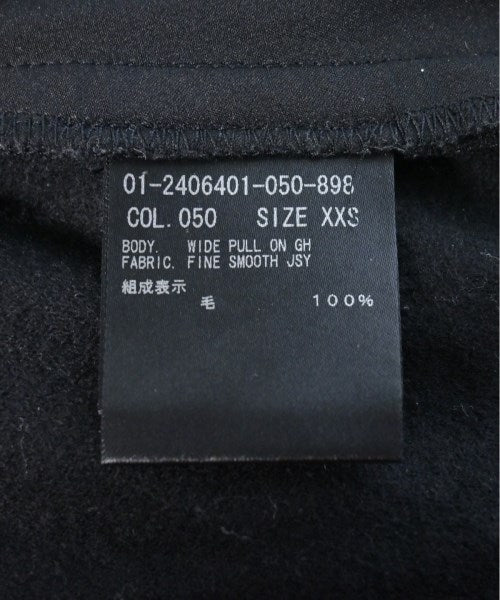 01-2406401-050-898
COL. 050 SIZE XXS
BODY. WIDE PULL ON GH
FABRIC. FINE SMOOTH JSY
組成表示
毛 100%